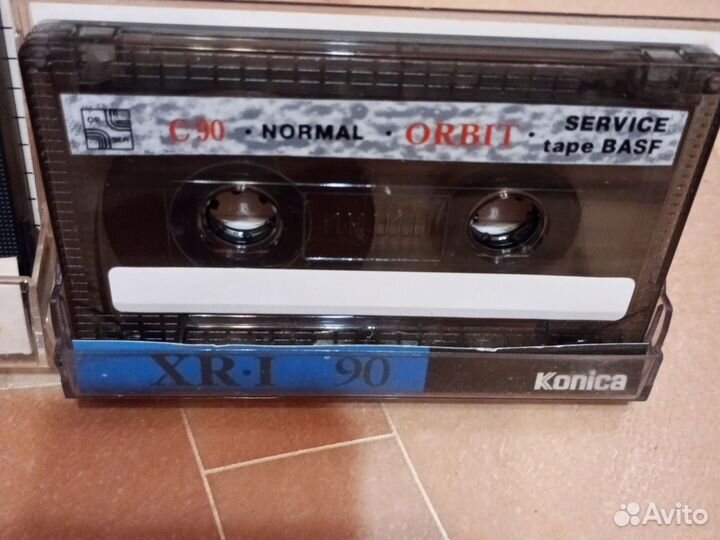 C90 · NORMAL · ORBIT · SERVICE
tape BASF
XR·I 90
Konica
Avito